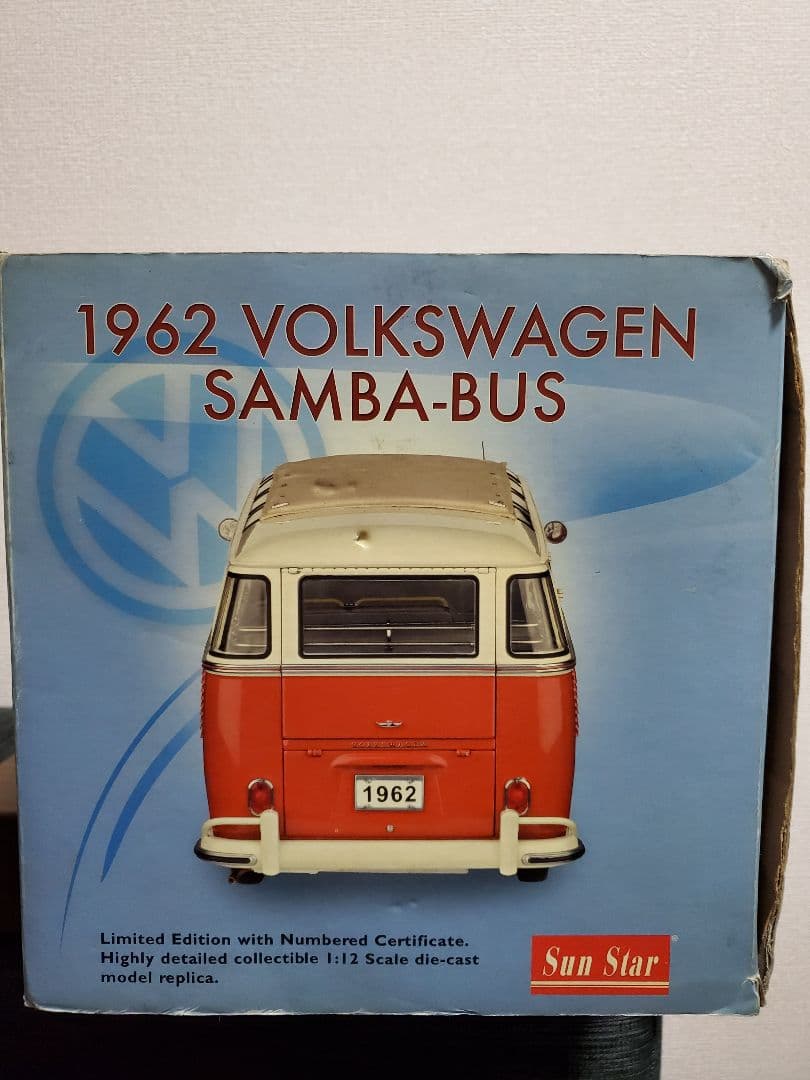 1962 VOLKSWAGEN
SAMBA-BUS
VOLKSWAGEN
1962
Limited Edition with Numbered Certificate.
Highly detailed collectible 1:12 Scale die-cast
model replica.
Sun Star®